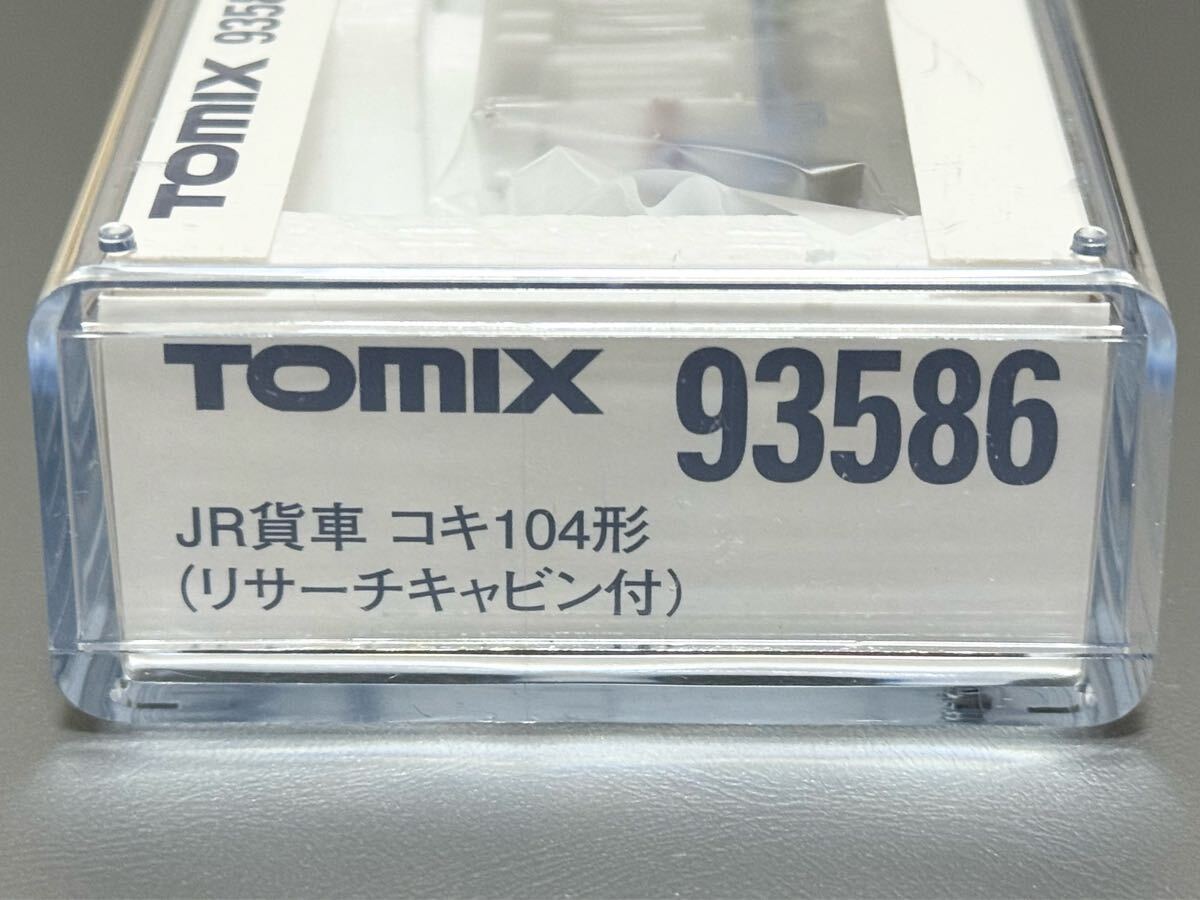 TOMIX 9358
TOMIX 93586
JR貨車 コキ104形
(リサーチキャビン付)